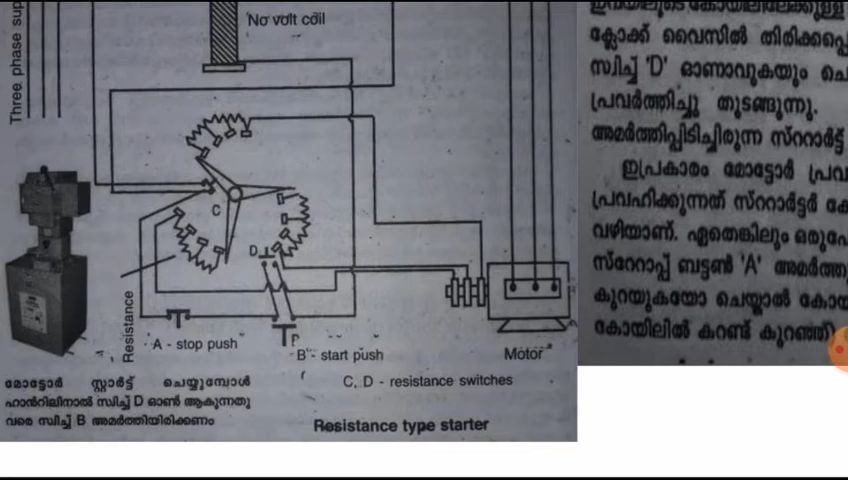 No volt coil
Three phase sup
C
D
Resistance
A - stop push
B - start push
Motor
C, D - resistance switches
മോട്ടോർ സ്റ്റാർട്ട് ചെയ്യുമ്പോൾ
ഹാൻറിലിനാൽ സ്വിച്ച് D ഓൺ ആകുന്നതു
വരെ സ്വിച്ച് B അമർത്തിയിരിക്കണം
Resistance type starter
ക്ലോക്ക് വൈസിൽ തിരിക്കപ്പെ
സ്വിച്ച് 'D' ഓണാവുകയും ചെ
പ്രവർത്തിച്ചു തുടങ്ങുന്നു.
അമർത്തിപ്പിടിച്ചിരുന്ന സ്റ്റാർട്ട്
ഇപ്രകാരം മോട്ടോർ പ്രവ
പ്രവഹിക്കുന്നത് സ്റ്റാർട്ടർ കോ
വഴിയാണ്. ഏതെങ്കിലും ഒരുഫേ
സ്റ്റോപ്പ് ബട്ടൺ 'A' അമർത്തു
കുറയുകയോ ചെയ്താൽ കോയി
കോയിലിൽ കറണ്ട് കുറഞ്ഞി